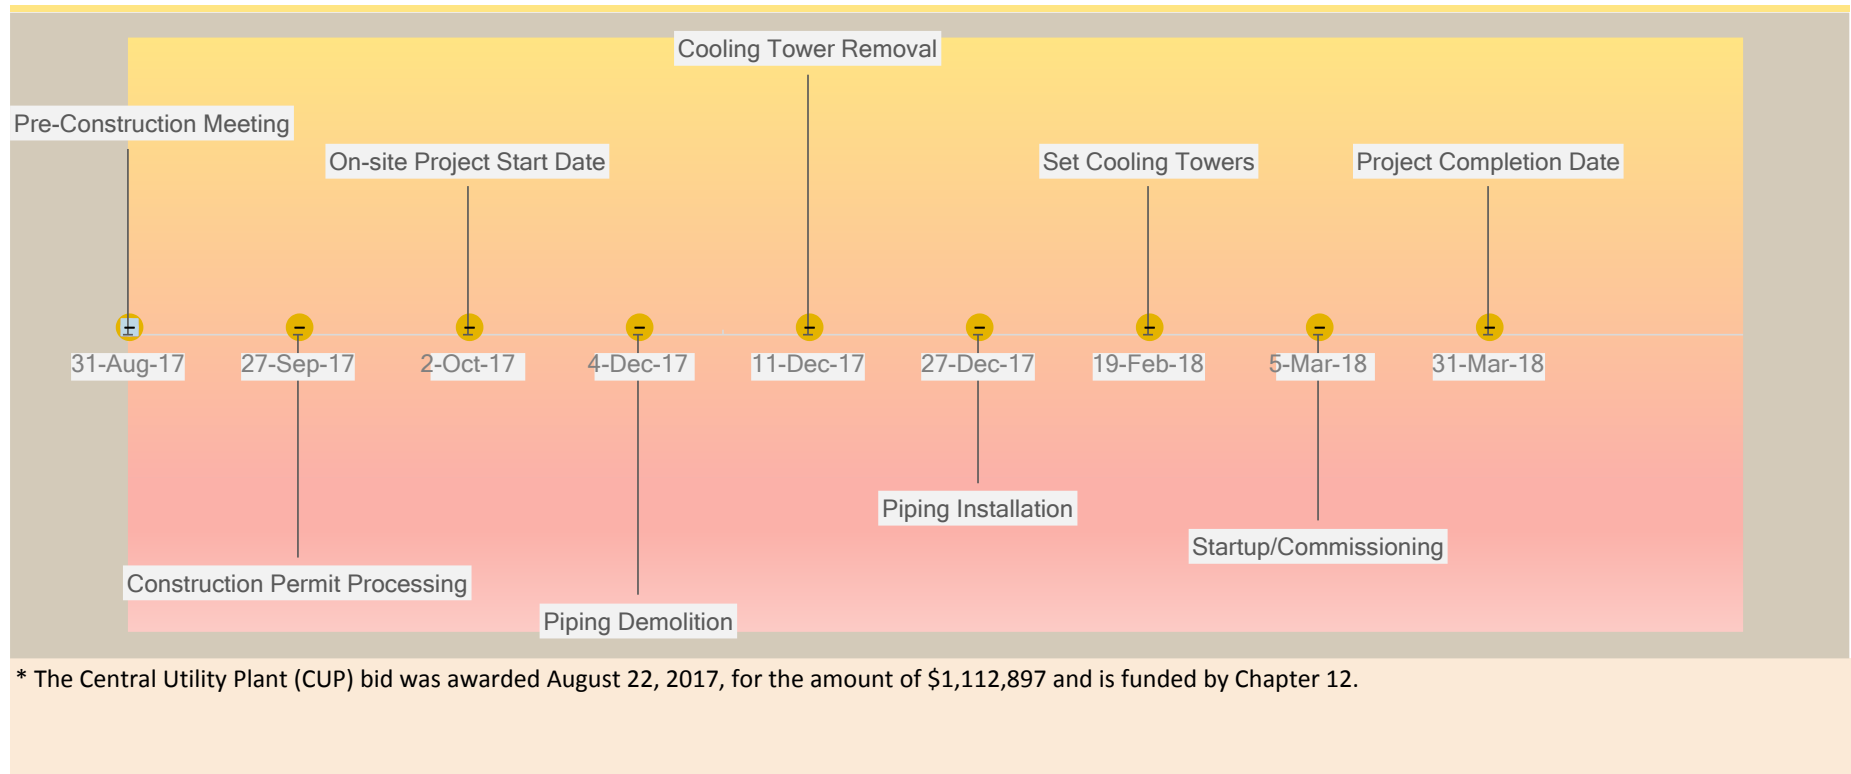 Cooling Tower Removal
Pre-Construction Meeting
On-site Project Start Date
Set Cooling Towers
Project Completion Date
31-Aug-17
27-Sep-17
2-Oct-17
4-Dec-17
11-Dec-17
27-Dec-17
19-Feb-18
5-Mar-18
31-Mar-18
Piping Installation
Startup/Commissioning
Construction Permit Processing
Piping Demolition
* The Central Utility Plant (CUP) bid was awarded August 22, 2017, for the amount of $1,112,897 and is funded by Chapter 12.